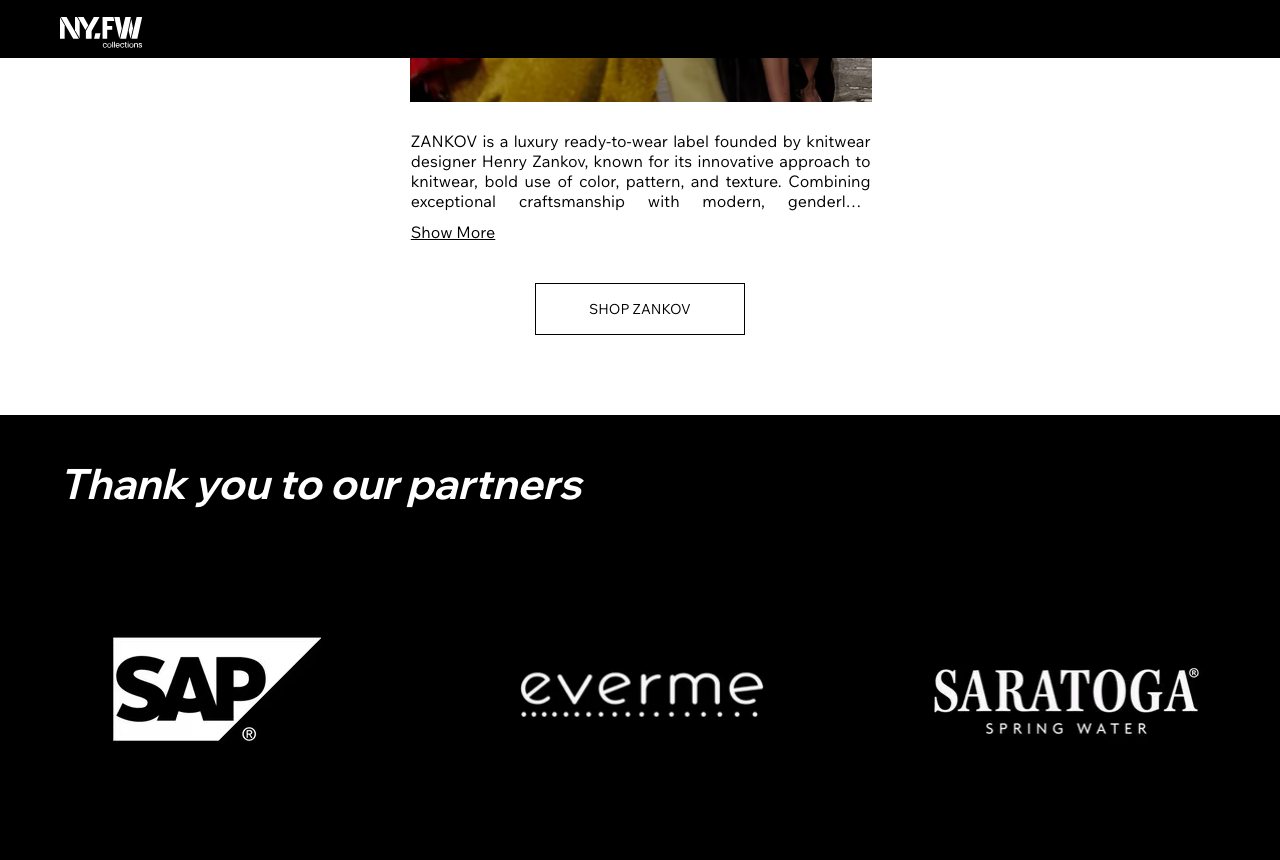 NY.FW
collections
ZANKOV is a luxury ready-to-wear label founded by knitwear
designer Henry Zankov, known for its innovative approach to
knitwear, bold use of color, pattern, and texture. Combining
exceptional craftsmanship with modern, genderl...
Show More
SHOP ZANKOV
Thank you to our partners
SAP®
everme
SARATOGA®
SPRING WATER